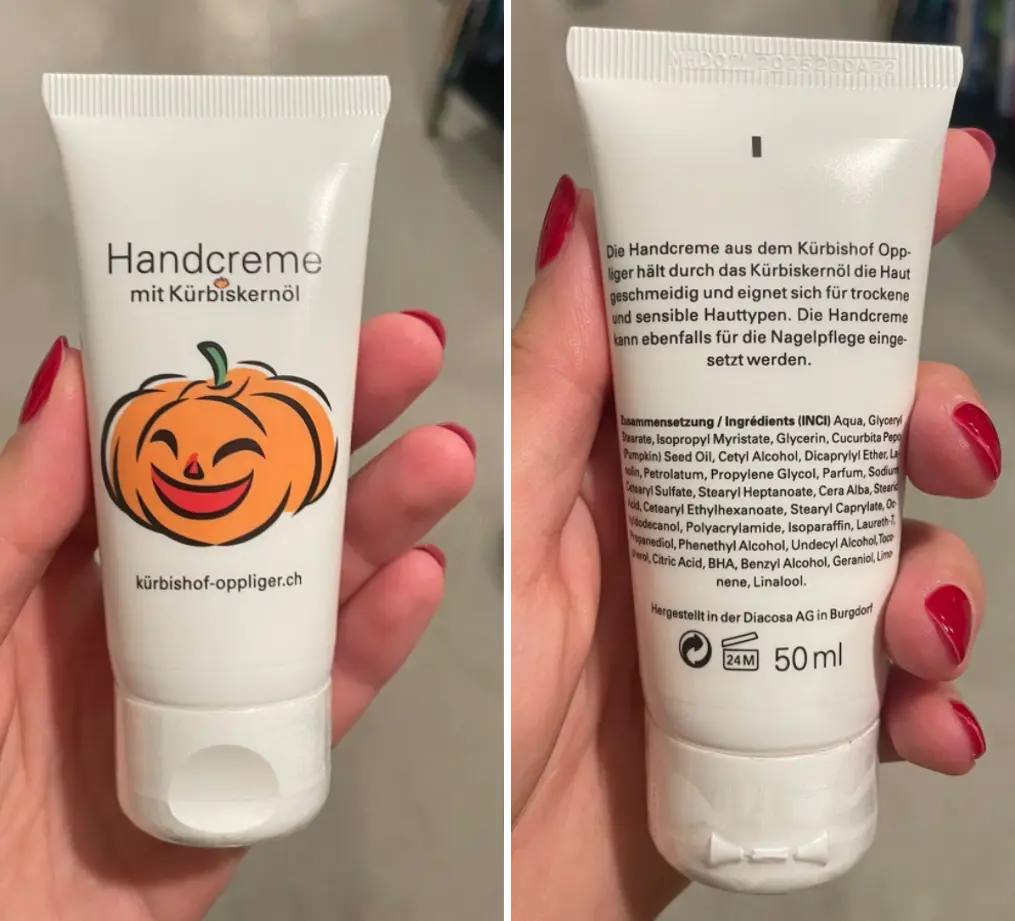 Handcreme
mit Kürbiskernöl
kürbishof-oppliger.ch
Die Handcreme aus dem Kürbishof Opp-
liger hält durch das Kürbiskernöl die Haut
geschmeidig und eignet sich für trockene
und sensible Hauttypen. Die Handcreme
kann ebenfalls für die Nagelpflege einge-
setzt werden.
Zusammensetzung / Ingrédients (INCI) Aqua, Glyceryl
Stearate, Isopropyl Myristate, Glycerin, Cucurbita Pepo
(Pumpkin) Seed Oil, Cetyl Alcohol, Dicaprylyl Ether, La-
nolin, Petrolatum, Propylene Glycol, Parfum, Sodium
Cetearyl Sulfate, Stearyl Heptanoate, Cera Alba, Stearic
Acid, Cetearyl Ethylhexanoate, Stearyl Caprylate, Oc-
tyldodecanol, Polyacrylamide, Isoparaffin, Laureth-7,
Propanediol, Phenethyl Alcohol, Undecyl Alcohol, Toco-
pherol, Citric Acid, BHA, Benzyl Alcohol, Geraniol, Limo-
nene, Linalool.
Hergestellt in der Diacosa AG in Burgdorf
24M 50 ml